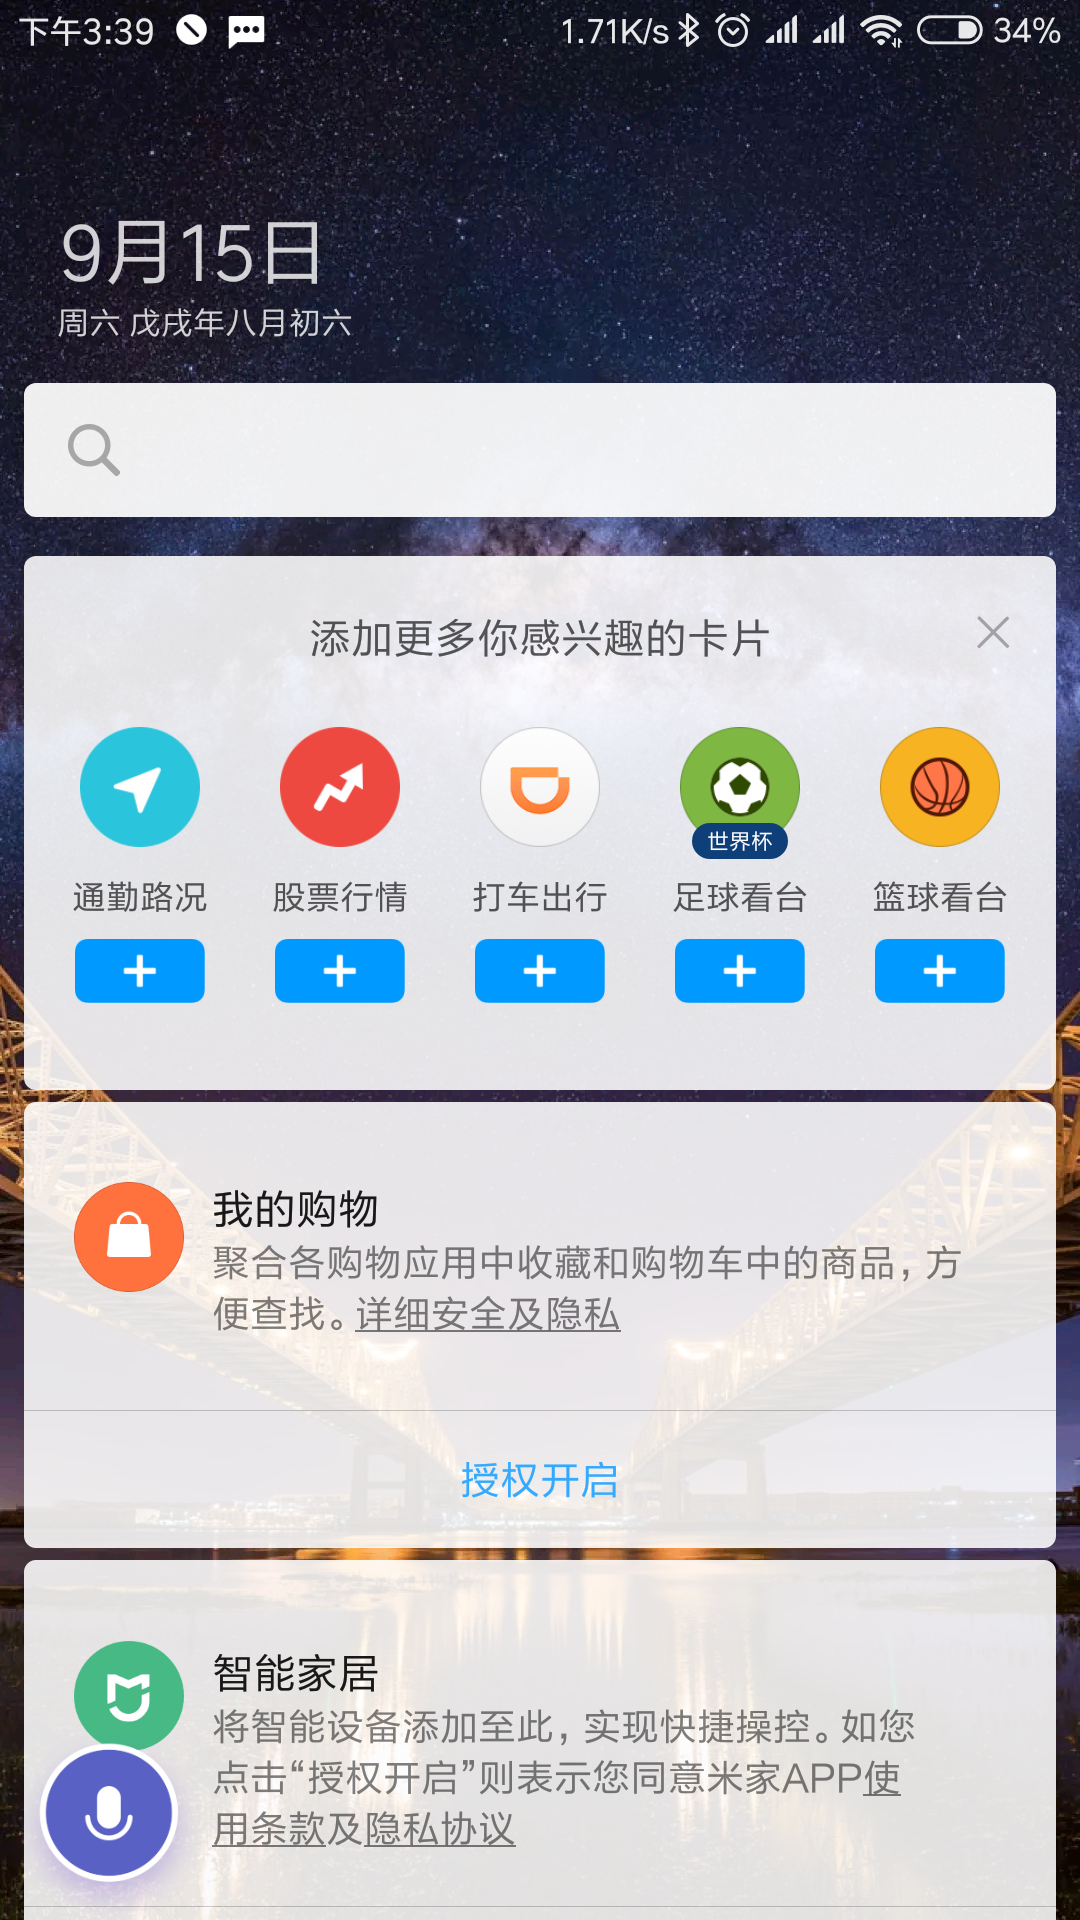 下午3:39 1.71K/s 34%
9月15日
周六 戊戌年八月初六
添加更多你感兴趣的卡片
世界杯
通勤路况 股票行情 打车出行 足球看台 篮球看台
我的购物
聚合各购物应用中收藏和购物车中的商品，方
便查找。详细安全及隐私
授权开启
智能家居
将智能设备添加至此，实现快捷操控。如您
点击“授权开启”则表示您同意米家APP使
用条款及隐私协议